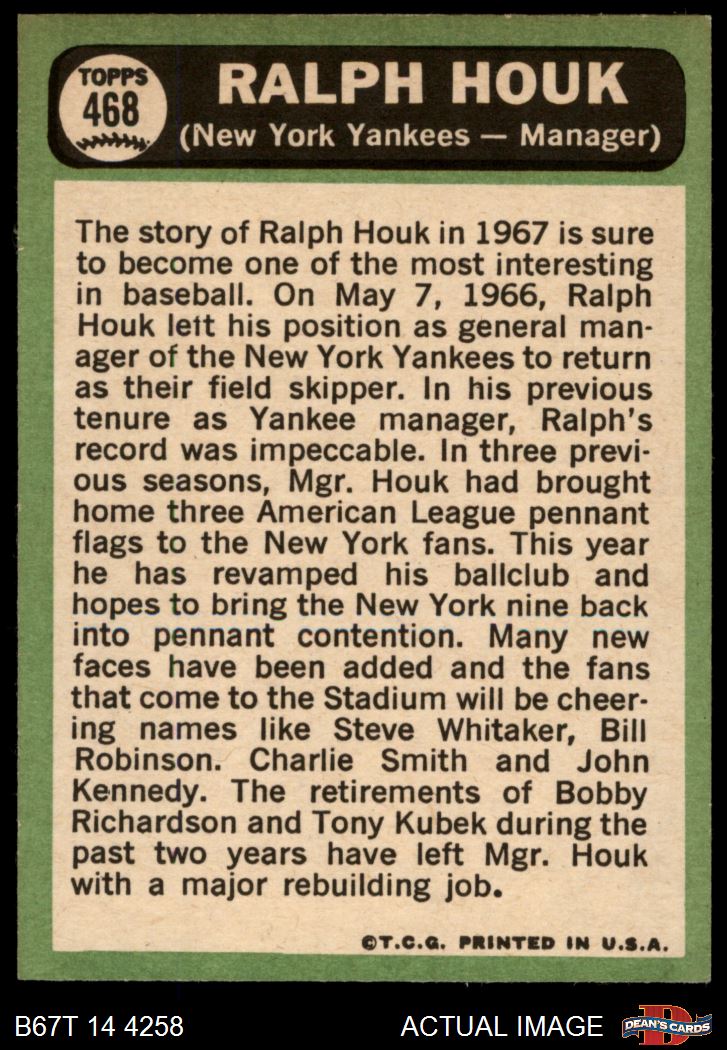 TOPPS
468
RALPH HOUK
(New York Yankees — Manager)
The story of Ralph Houk in 1967 is sure
to become one of the most interesting
in baseball. On May 7, 1966, Ralph
Houk left his position as general man-
ager of the New York Yankees to return
as their field skipper. In his previous
tenure as Yankee manager, Ralph's
record was impeccable. In three previ-
ous seasons, Mgr. Houk had brought
home three American League pennant
flags to the New York fans. This year
he has revamped his ballclub and
hopes to bring the New York nine back
into pennant contention. Many new
faces have been added and the fans
that come to the Stadium will be cheer-
ing names like Steve Whitaker, Bill
Robinson. Charlie Smith and John
Kennedy. The retirements of Bobby
Richardson and Tony Kubek during the
past two years have left Mgr. Houk
with a major rebuilding job.
©T.C.G. PRINTED IN U.S.A.
B67T 14 4258
ACTUAL IMAGE
D
DEAN'S CARDS